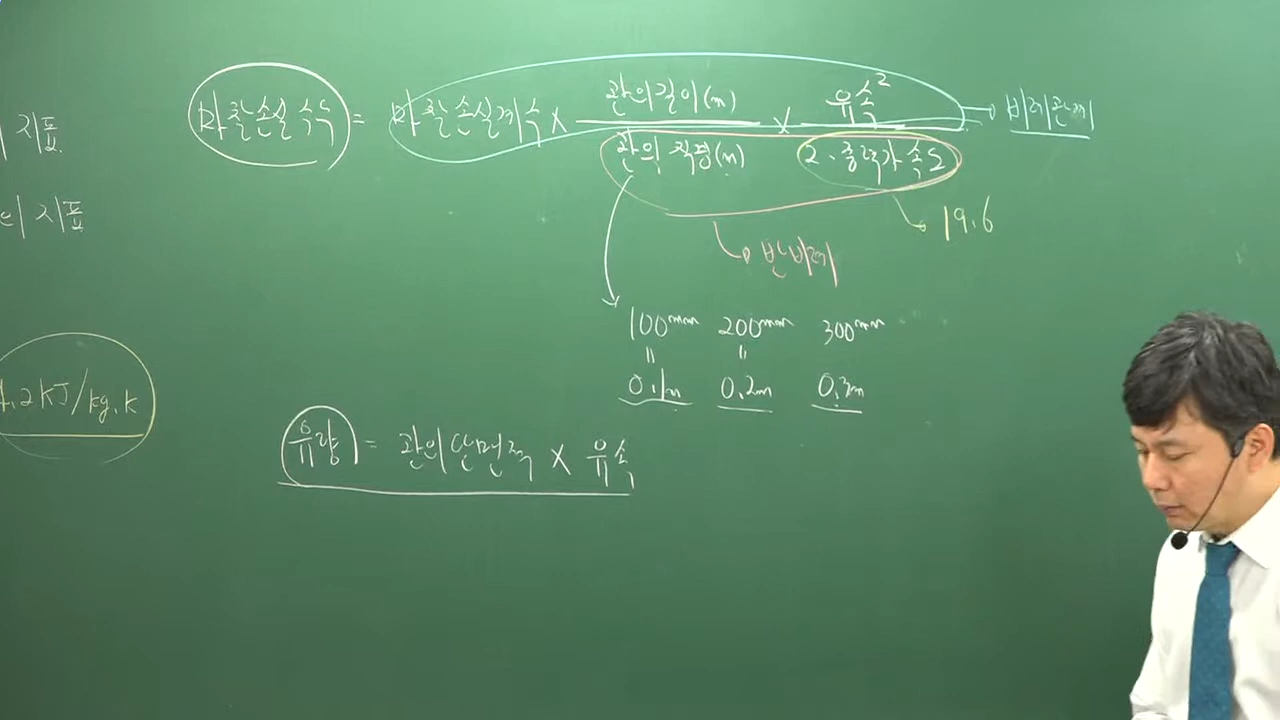 지표
이 지표
4.2kJ/kg.k
마찰손실 수두 = 마찰손실계수 × 관의길이(m) / 관의 직경(m) × 유속² / 2·중력가속도 → 비례관계
→ 19.6
→ 반비례
100mm 200mm 300mm
= =
0.1m 0.2m 0.3m
유량 = 관의단면적 × 유속